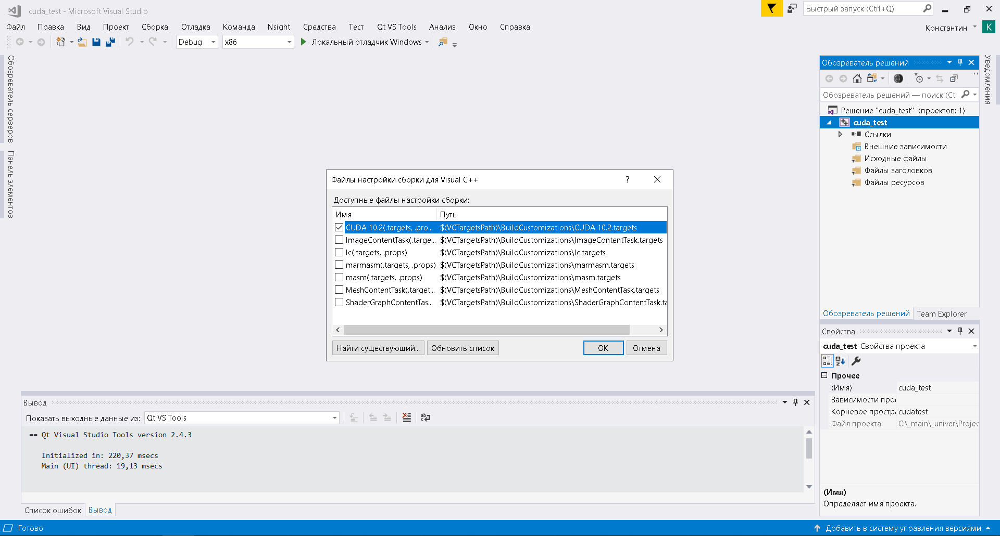 cuda_test - Microsoft Visual Studio
Быстрый запуск (Ctrl+Q)
Файл Правка Вид Проект Сборка Отладка Команда Nsight Средства Тест Qt VS Tools Анализ Окно Справка
Константин K
Debug x86 Локальный отладчик Windows
Обозреватель серверов
Панель элементов
Файлы настройки сборки для Visual C++ ?
Доступные файлы настройки сборки:
Имя Путь
CUDA 10.2(.targets, .pro... $(VCTargetsPath)\BuildCustomizations\CUDA 10.2.targets
ImageContentTask(.targe... $(VCTargetsPath)\BuildCustomizations\ImageContentTask.targets
lc(.targets, .props) $(VCTargetsPath)\BuildCustomizations\lc.targets
marmasm(.targets, .props) $(VCTargetsPath)\BuildCustomizations\marmasm.targets
masm(.targets, .props) $(VCTargetsPath)\BuildCustomizations\masm.targets
MeshContentTask(.target... $(VCTargetsPath)\BuildCustomizations\MeshContentTask.targets
ShaderGraphContentTas... $(VCTargetsPath)\BuildCustomizations\ShaderGraphContentTask.ta
Найти существующий... Обновить список ОК Отмена
Вывод
Показать выходные данные из: Qt VS Tools
== Qt Visual Studio Tools version 2.4.3
Initialized in: 220,37 msecs
Main (UI) thread: 19,13 msecs
Список ошибок Вывод
Обозреватель решений
Обозреватель решений — поиск (Ctr
Решение "cuda_test" (проектов: 1)
cuda_test
Ссылки
Внешние зависимости
Исходные файлы
Файлы заголовков
Файлы ресурсов
Обозреватель решений Team Explorer
Свойства
cuda_test Свойства проекта
Прочее
(Имя) cuda_test
Зависимости прое
Корневое простра cudatest
Файл проекта C:\_main\_univer\Projec
(Имя)
Определяет имя проекта.
Уведомления
Готово
Добавить в систему управления версиями